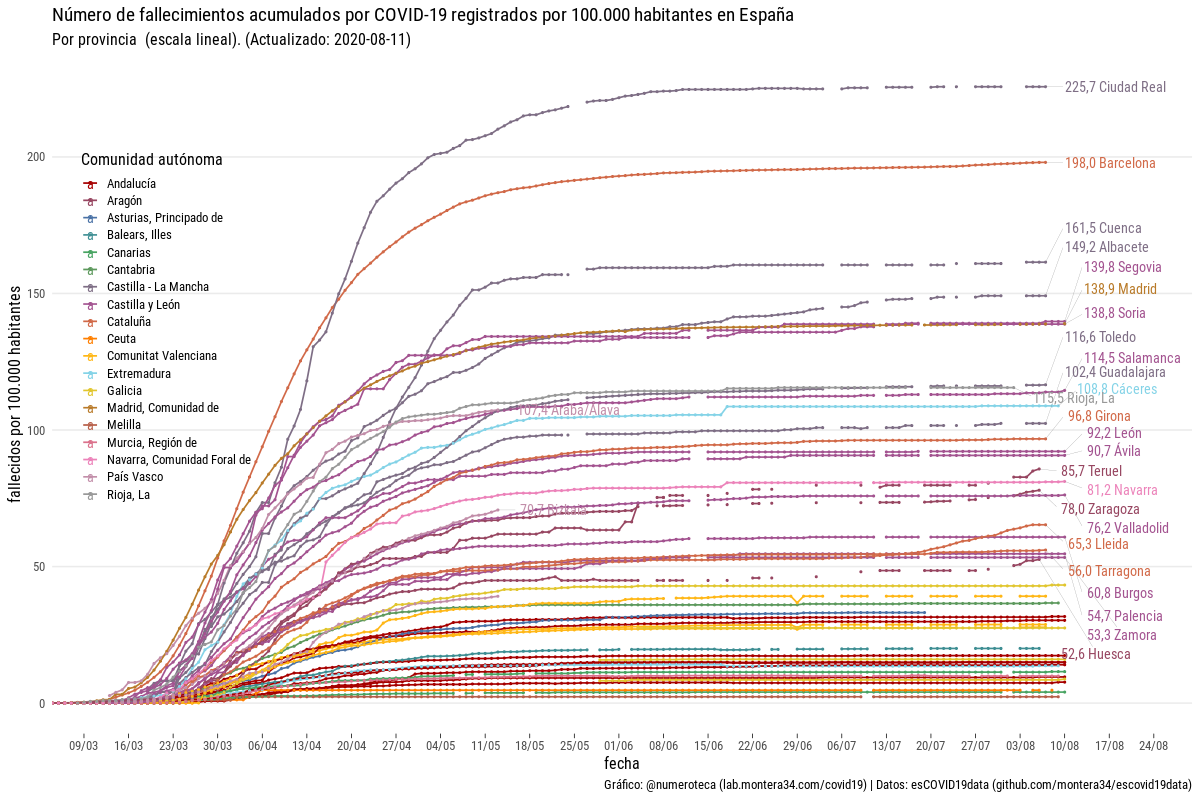 Número de fallecimientos acumulados por COVID-19 registrados por 100.000 habitantes en España
Por provincia (escala lineal). (Actualizado: 2020-08-11)
fallecidos por 100.000 habitantes
200
150
100
50
0
Comunidad autónoma
Andalucía
Aragón
Asturias, Principado de
Balears, Illes
Canarias
Cantabria
Castilla - La Mancha
Castilla y León
Cataluña
Ceuta
Comunitat Valenciana
Extremadura
Galicia
Madrid, Comunidad de
Melilla
Murcia, Región de
Navarra, Comunidad Foral de
País Vasco
Rioja, La
225,7 Ciudad Real
198,0 Barcelona
161,5 Cuenca
149,2 Albacete
139,8 Segovia
138,9 Madrid
138,8 Soria
116,6 Toledo
114,5 Salamanca
102,4 Guadalajara
108,8 Cáceres
115,5 Rioja, La
107,4 Araba/Álava
96,8 Girona
92,2 León
90,7 Ávila
85,7 Teruel
81,2 Navarra
78,0 Zaragoza
76,2 Valladolid
65,3 Lleida
56,0 Tarragona
60,8 Burgos
54,7 Palencia
53,3 Zamora
52,6 Huesca
09/03 16/03 23/03 30/03 06/04 13/04 20/04 27/04 04/05 11/05 18/05 25/05 01/06 08/06 15/06 22/06 29/06 06/07 13/07 20/07 27/07 03/08 10/08 17/08 24/08
fecha
Gráfico: @numeroteca (lab.montera34.com/covid19) | Datos: esCOVID19data (github.com/montera34/escovid19data)